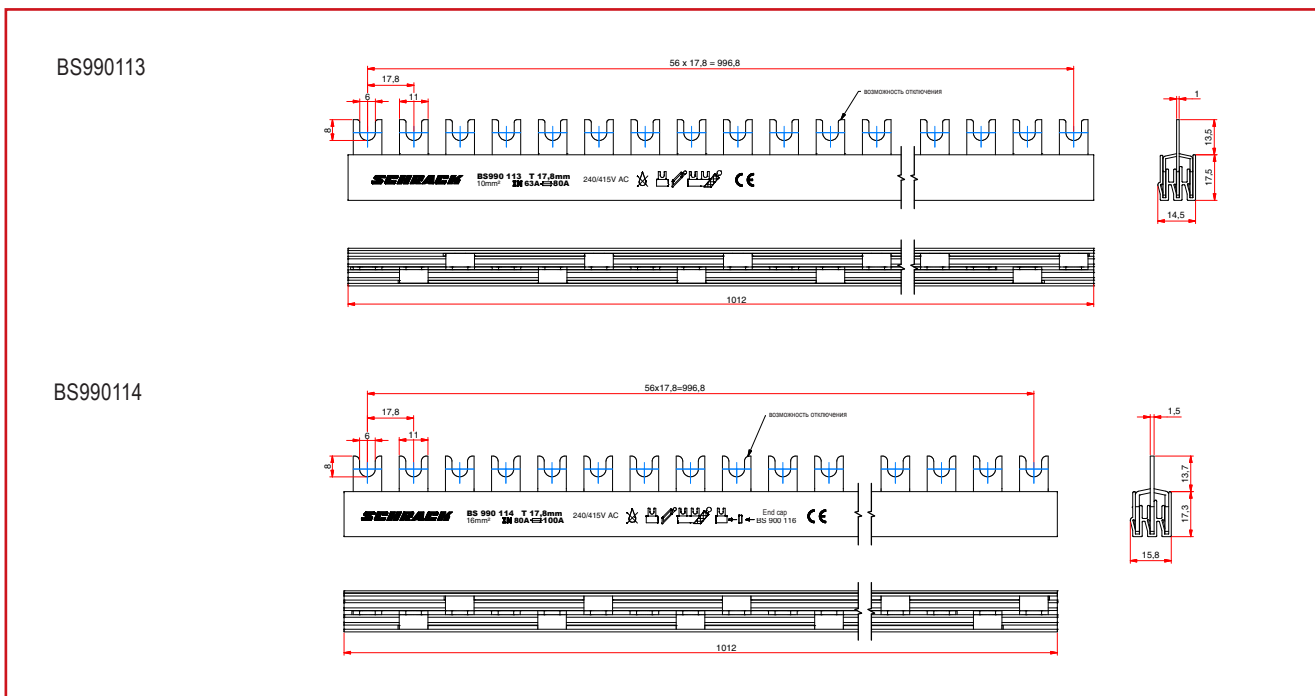 BS990113
56 x 17,8 = 996,8
17,8
6
11
возможность отключения
8
SCHRACK
BS990 113 T 17,8mm
10mm² IN 63A 80A
240/415V AC
CE
1
13,5
17,5
14,5
1012
BS990114
56x17,8=996,8
17,8
6
11
возможность отключения
8
SCHRACK
BS 990 114 T 17,8mm
16mm² IN 80A 100A
240/415V AC
End cap
BS 900 116
CE
1,5
13,7
17,3
15,8
1012